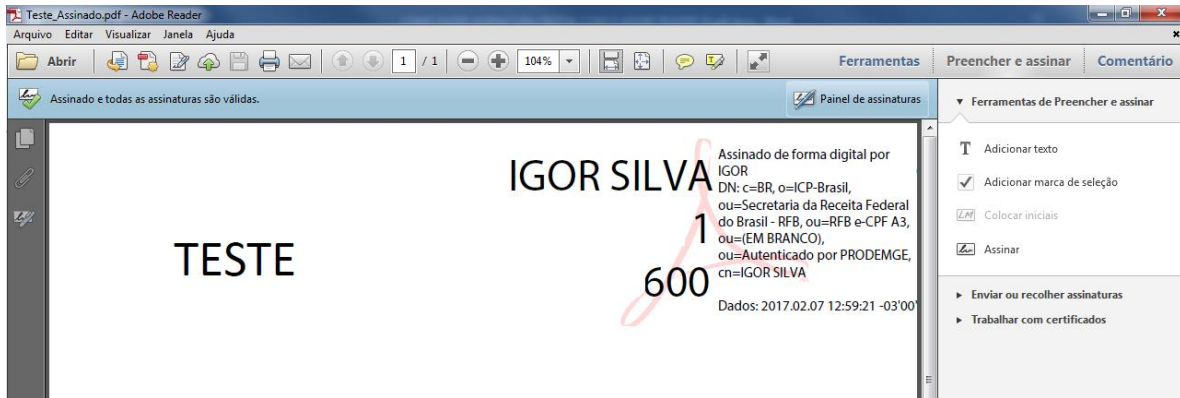 Teste_Assinado.pdf - Adobe Reader
Arquivo Editar Visualizar Janela Ajuda
Abrir 1 / 1 104% Ferramentas Preencher e assinar Comentário
Assinado e todas as assinaturas são válidas. Painel de assinaturas
TESTE
IGOR SILVA
1
600
Assinado de forma digital por
IGOR
DN: c=BR, o=ICP-Brasil,
ou=Secretaria da Receita Federal
do Brasil - RFB, ou=RFB e-CPF A3,
ou=(EM BRANCO),
ou=Autenticado por PRODEMGE,
cn=IGOR SILVA
Dados: 2017.02.07 12:59:21 -03'00'
Ferramentas de Preencher e assinar
T Adicionar texto
Adicionar marca de seleção
LM Colocar iniciais
Assinar
Enviar ou recolher assinaturas
Trabalhar com certificados